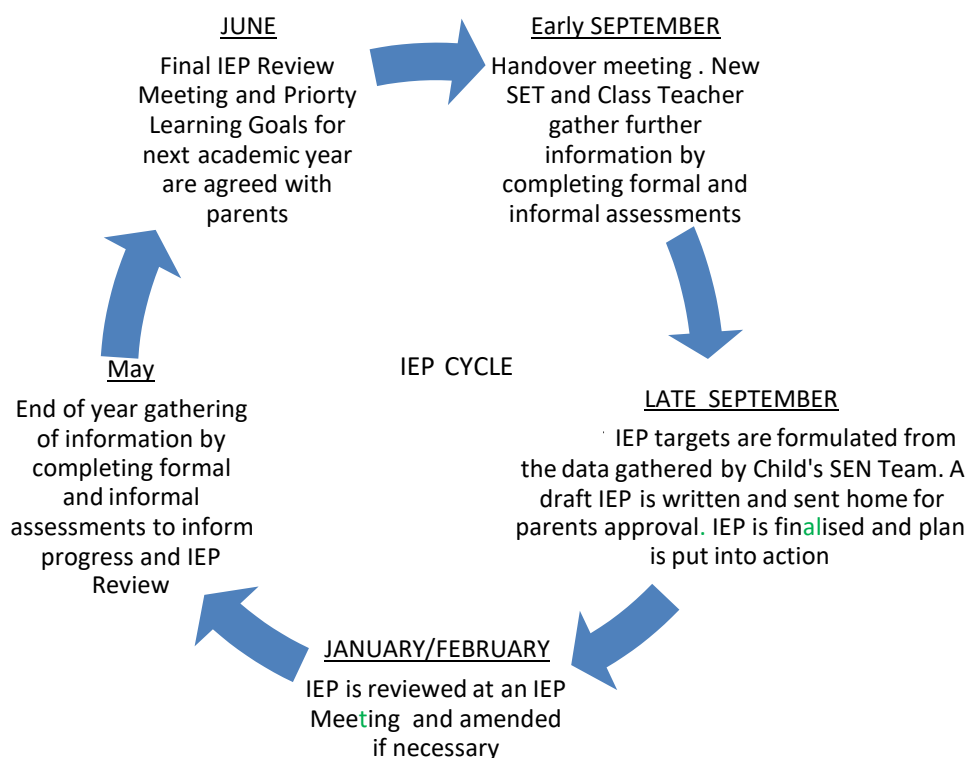 JUNE
Final IEP Review
Meeting and Priorty
Learning Goals for
next academic year
are agreed with
parents
Early SEPTEMBER
Handover meeting . New
SET and Class Teacher
gather further
information by
completing formal and
informal assessments
IEP CYCLE
LATE SEPTEMBER
IEP targets are formulated from
the data gathered by Child's SEN Team. A
draft IEP is written and sent home for
parents approval. IEP is finalised and plan
is put into action
JANUARY/FEBRUARY
IEP is reviewed at an IEP
Meeting and amended
if necessary
May
End of year gathering
of information by
completing formal
and informal
assessments to inform
progress and IEP
Review